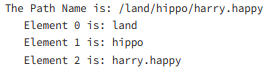 The Path Name is: /land/hippo/harry.happy
Element 0 is: land
Element 1 is: hippo
Element 2 is: harry.happy